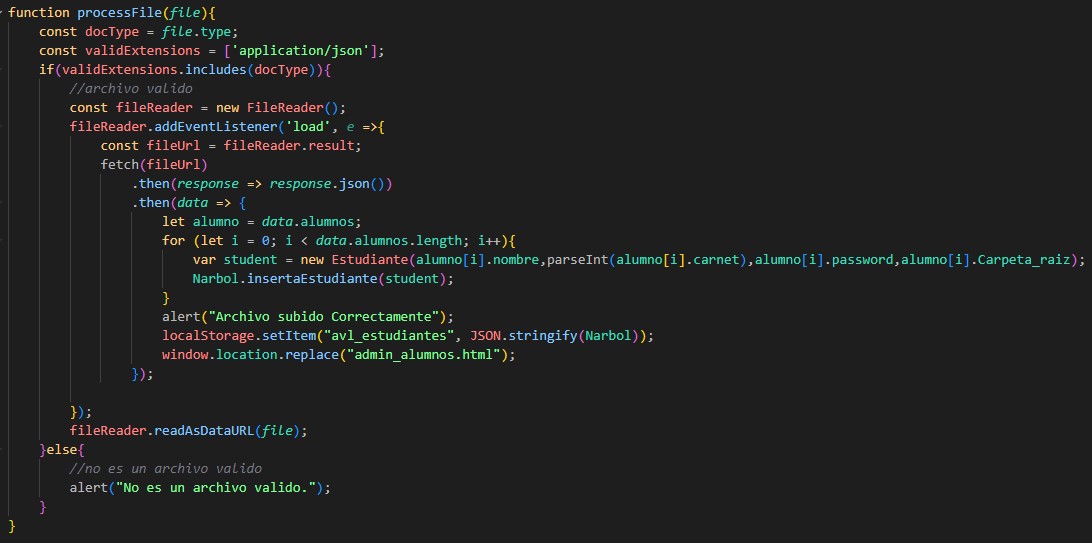 function processFile(file){
    const docType = file.type;
    const validExtensions = ['application/json'];
    if(validExtensions.includes(docType)){
        //archivo valido
        const fileReader = new FileReader();
        fileReader.addEventListener('load', e =>{
            const fileUrl = fileReader.result;
            fetch(fileUrl)
                .then(response => response.json())
                .then(data => {
                    let alumno = data.alumnos;
                    for (let i = 0; i < data.alumnos.length; i++){
                        var student = new Estudiante(alumno[i].nombre,parseInt(alumno[i].carnet),alumno[i].password,alumno[i].Carpeta_raiz);
                        Narbol.insertaEstudiante(student);
                    }
                    alert("Archivo subido Correctamente");
                    localStorage.setItem("avl_estudiantes", JSON.stringify(Narbol));
                    window.location.replace("admin_alumnos.html");
                });

        });
        fileReader.readAsDataURL(file);
    }else{
        //no es un archivo valido
        alert("No es un archivo valido.");
    }
}